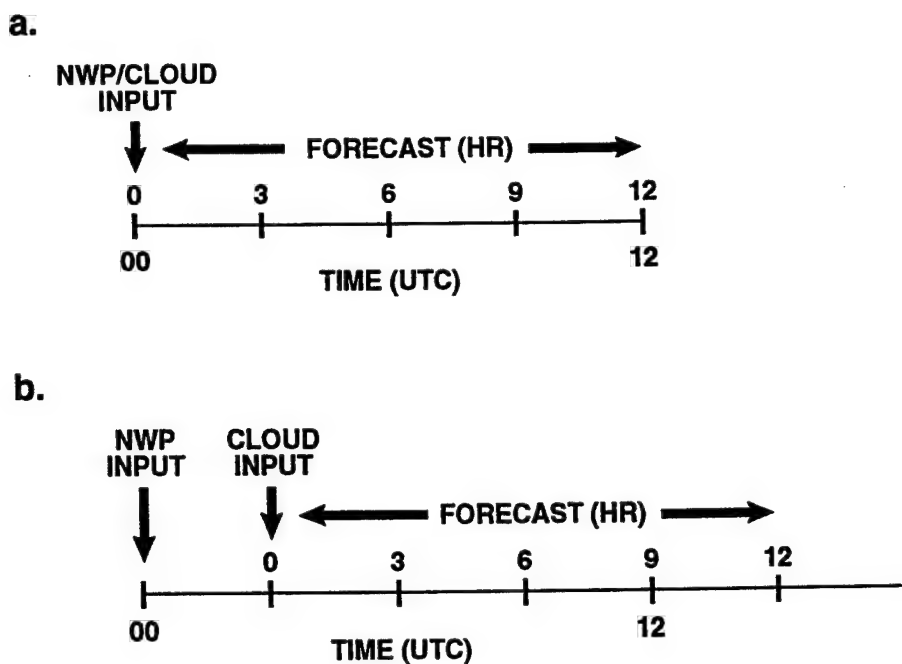 a.
NWP/CLOUD
INPUT
FORECAST (HR)
0 3 6 9 12
00 12
TIME (UTC)
b.
NWP
INPUT
CLOUD
INPUT
FORECAST (HR)
0 3 6 9 12
00 12
TIME (UTC)